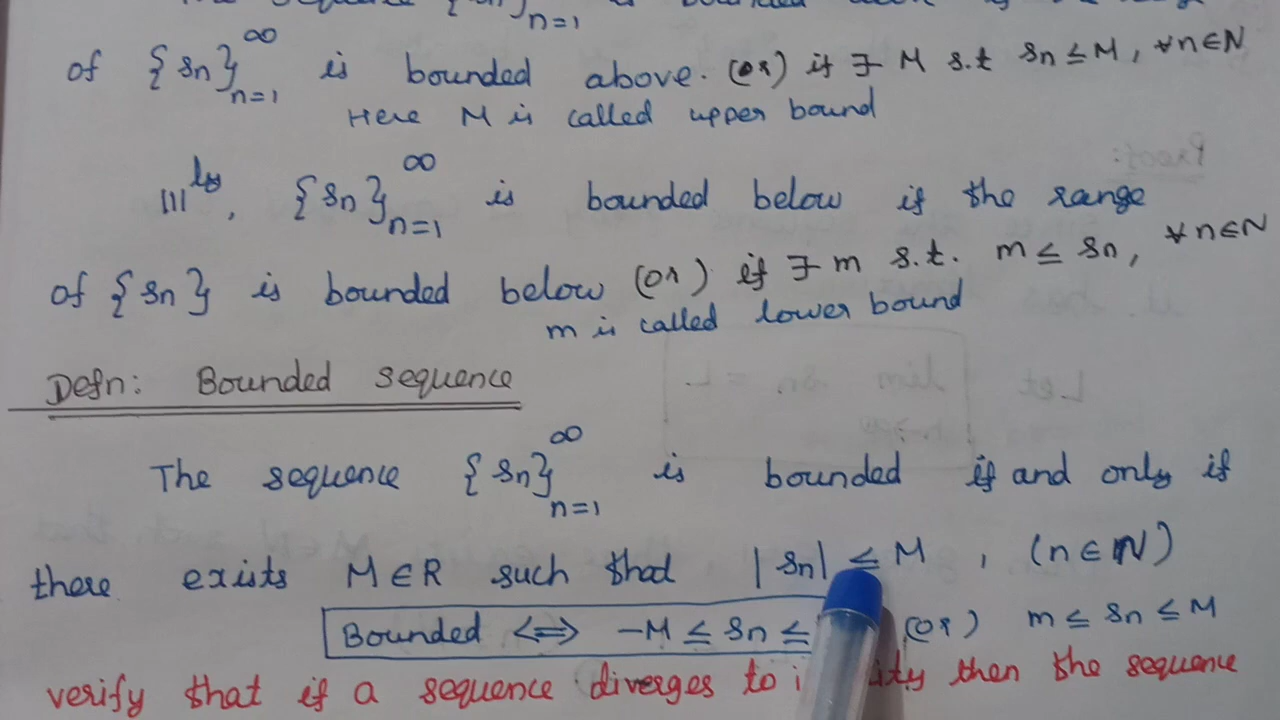 of {sn}∞n=1 is bounded above. (or) if ∃ M s.t sn ≤ M, ∀n∈N
Here M is called upper bound
|||ly, {sn}∞n=1 is bounded below if the range
of {sn} is bounded below (or) if ∃ m s.t. m ≤ sn, ∀n∈N
m is called lower bound
Defn: Bounded sequence
The sequence {sn}∞n=1 is bounded if and only if
there exists M∈R such that |sn| ≤ M, (n∈N)
Bounded ⟺ -M ≤ sn ≤ (or) m ≤ sn ≤ M
verify that if a sequence diverges to then the sequence